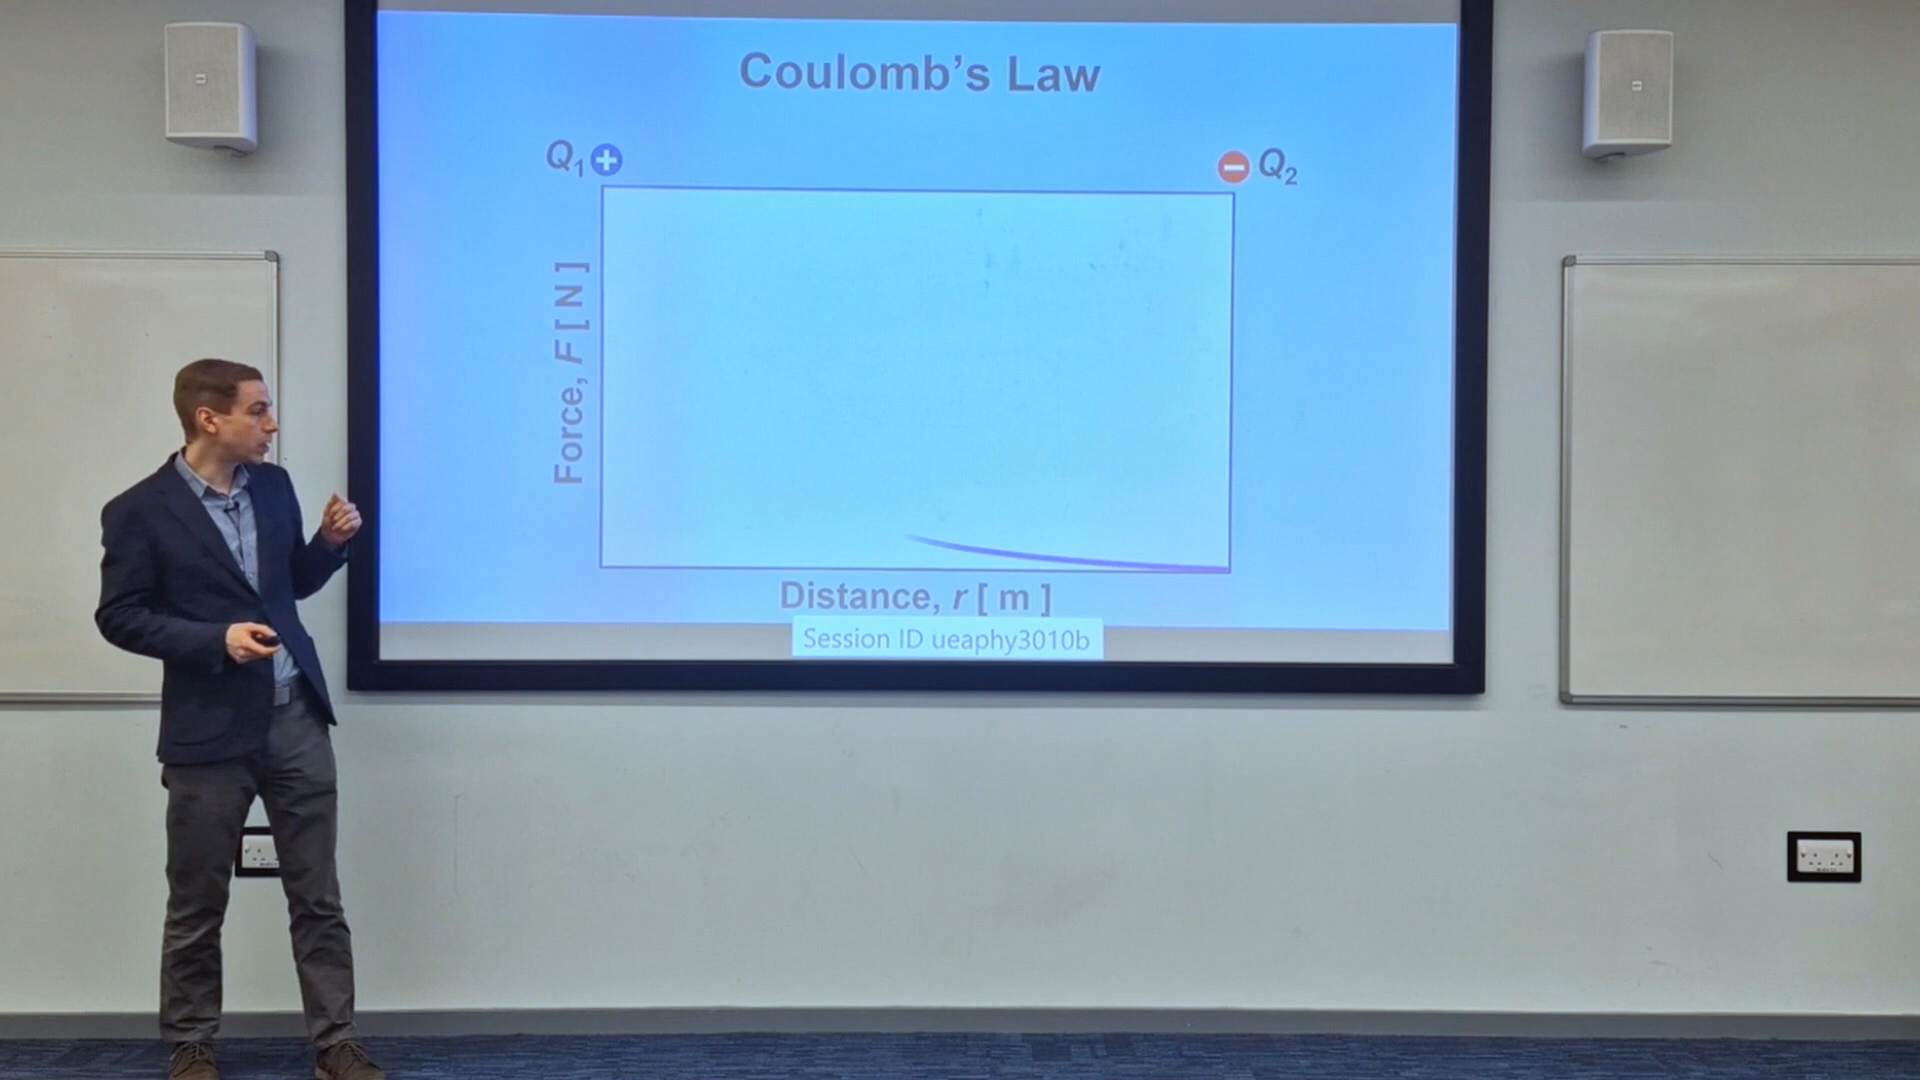 Coulomb’s Law
Q₁ +
− Q₂
Force, F [ N ]
Distance, r [ m ]
Session ID ueaphy3010b